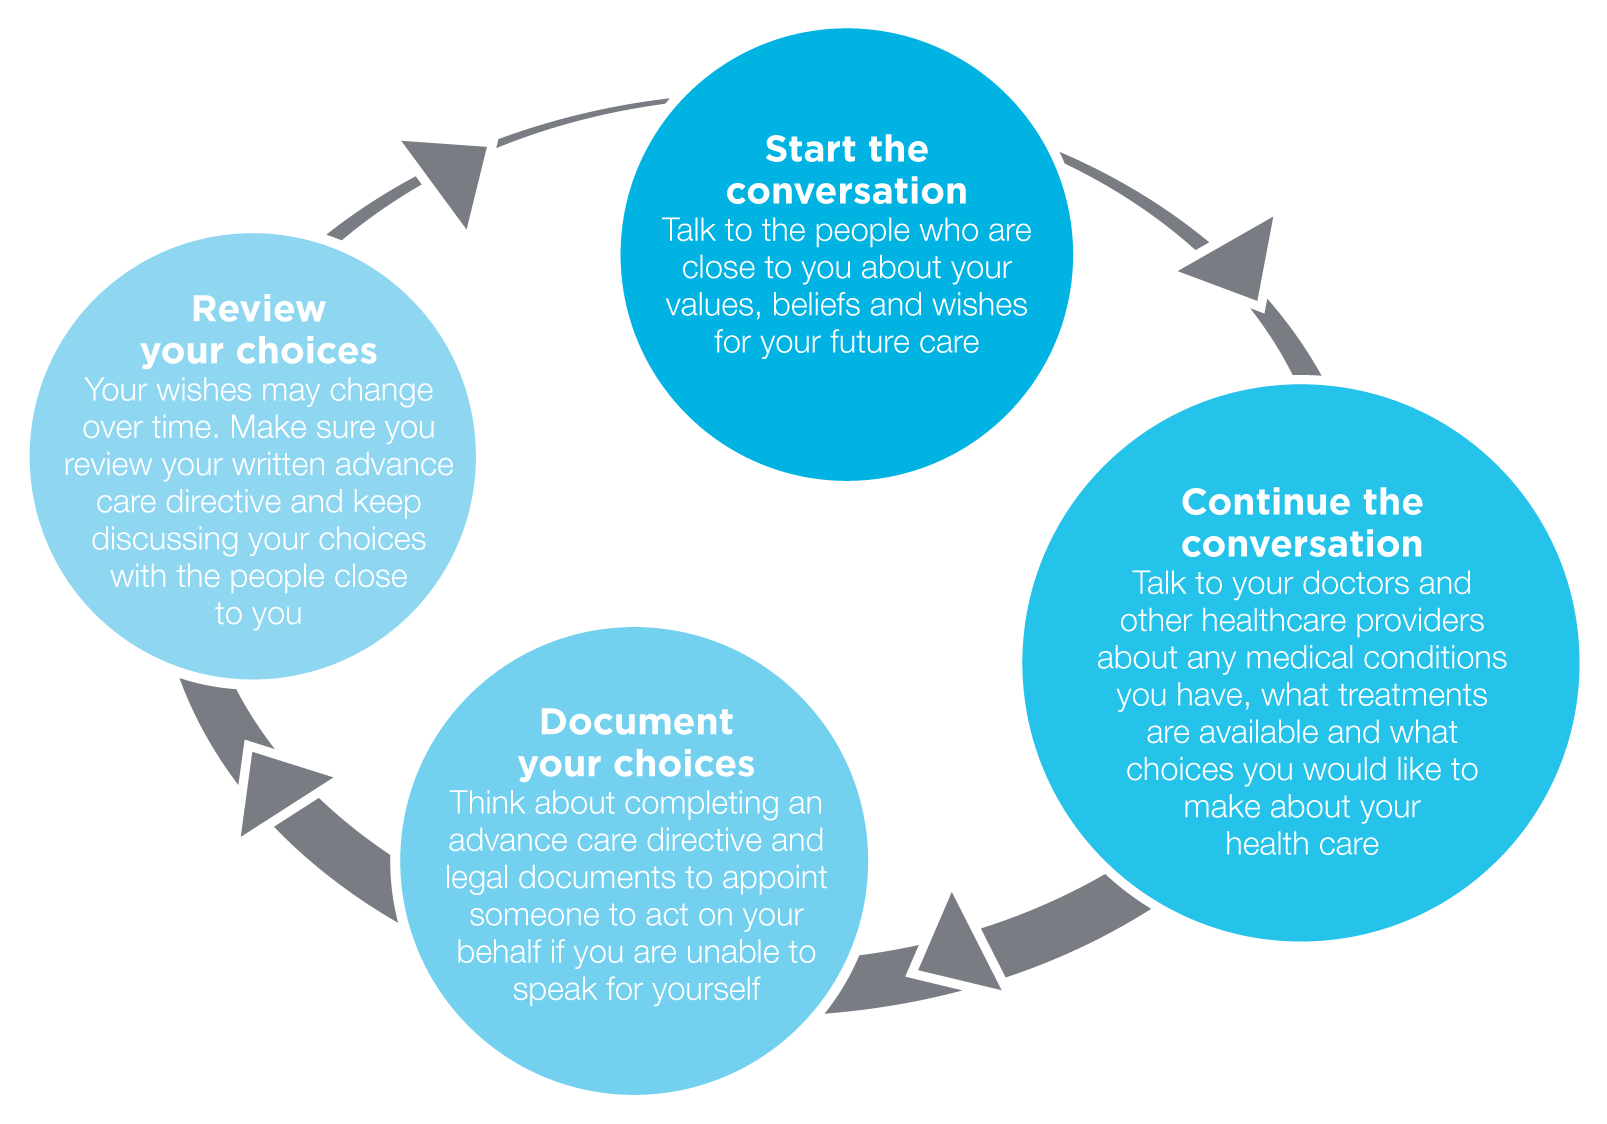 Start the
conversation
Talk to the people who are
close to you about your
values, beliefs and wishes
for your future care
Continue the
conversation
Talk to your doctors and
other healthcare providers
about any medical conditions
you have, what treatments
are available and what
choices you would like to
make about your
health care
Document
your choices
Think about completing an
advance care directive and
legal documents to appoint
someone to act on your
behalf if you are unable to
speak for yourself
Review
your choices
Your wishes may change
over time. Make sure you
review your written advance
care directive and keep
discussing your choices
with the people close
to you